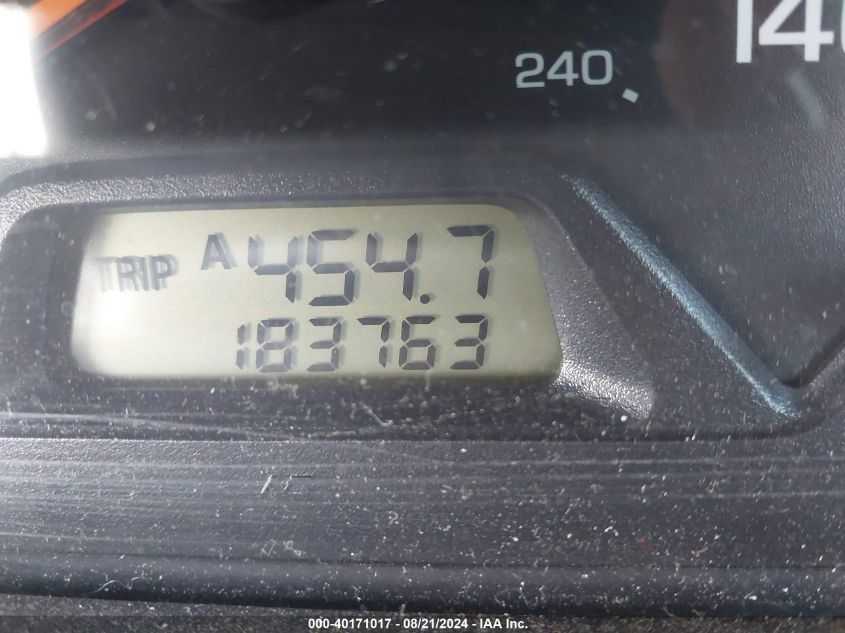 240
TRIP A 454.7
183763
000-40171017 - 08/21/2024 - IAA Inc.